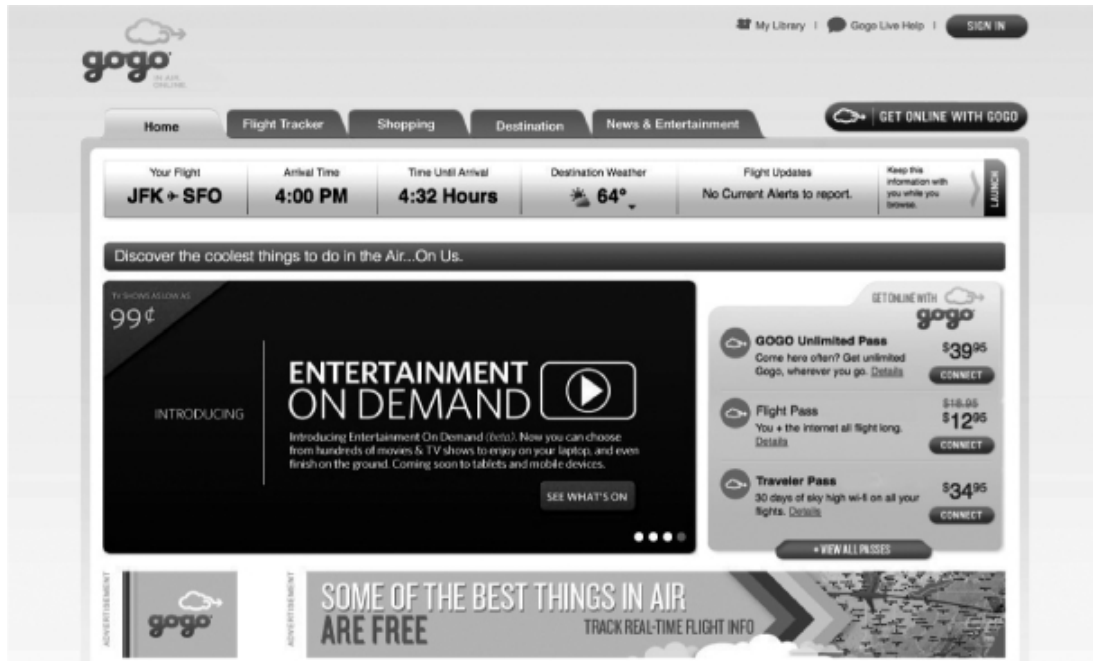 My Library | Gogo Live Help | SIGN IN
gogo
IN AIR.
ONLINE.
Home Flight Tracker Shopping Destination News & Entertainment
GET ONLINE WITH GOGO
Your Flight Arrival Time Time Until Arrival Destination Weather Flight Updates
JFK SFO 4:00 PM 4:32 Hours 64° No Current Alerts to report.
Keep this
information with
you while you
browse.
LAUNCH
Discover the coolest things to do in the Air...On Us.
TV SHOWS AS LOW AS
99¢
INTRODUCING
ENTERTAINMENT
ON DEMAND
Introducing Entertainment On Demand (beta). Now you can choose
from hundreds of movies & TV shows to enjoy on your laptop, and even
finish on the ground. Coming soon to tablets and mobile devices.
SEE WHAT'S ON
GET ONLINE WITH
gogo
GOGO Unlimited Pass
Come here often? Get unlimited
Gogo, wherever you go. Details
$3995
CONNECT
Flight Pass
You + the internet all flight long.
Details
$18.95
$1295
CONNECT
Traveler Pass
30 days of sky high wi-fi on all your
flights. Details
$3495
CONNECT
+ VIEW ALL PASSES
ADVERTISEMENT
gogo
ADVERTISEMENT
SOME OF THE BEST THINGS IN AIR
ARE FREE
TRACK REAL-TIME FLIGHT INFO